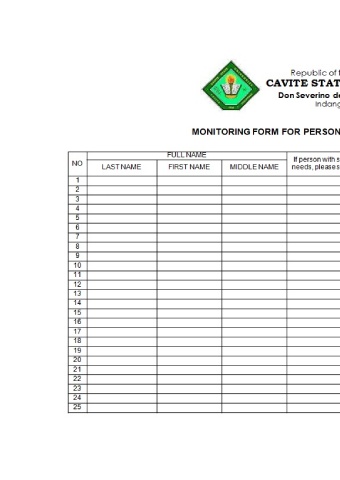 Republic of
CAVITE STAT
Don Severino de
Indang
MONITORING FORM FOR PERSON
NO
FULL NAME
If person with s
LAST NAME FIRST NAME MIDDLE NAME needs, please s
1
2
3
4
5
6
7
8
9
10
11
12
13
14
15
16
17
18
19
20
21
22
23
24
25